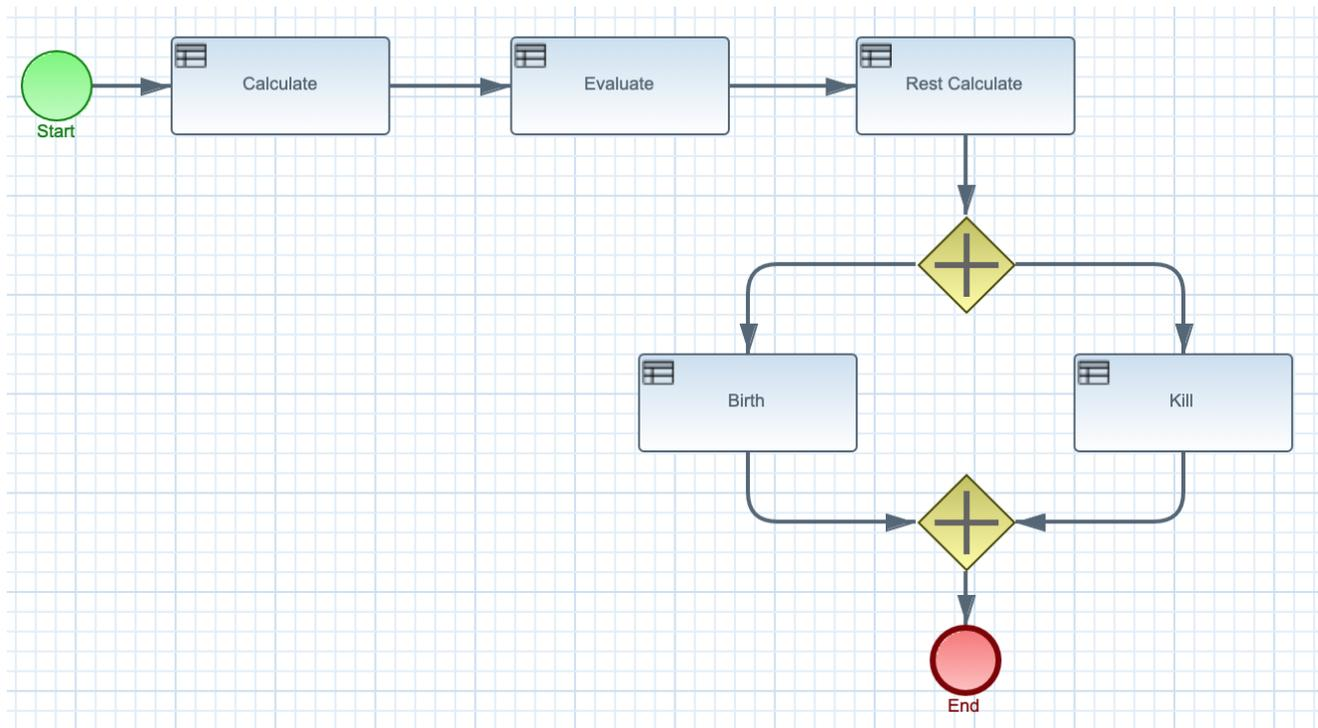 Calculate
Evaluate
Rest Calculate
Start
Birth
Kill
End